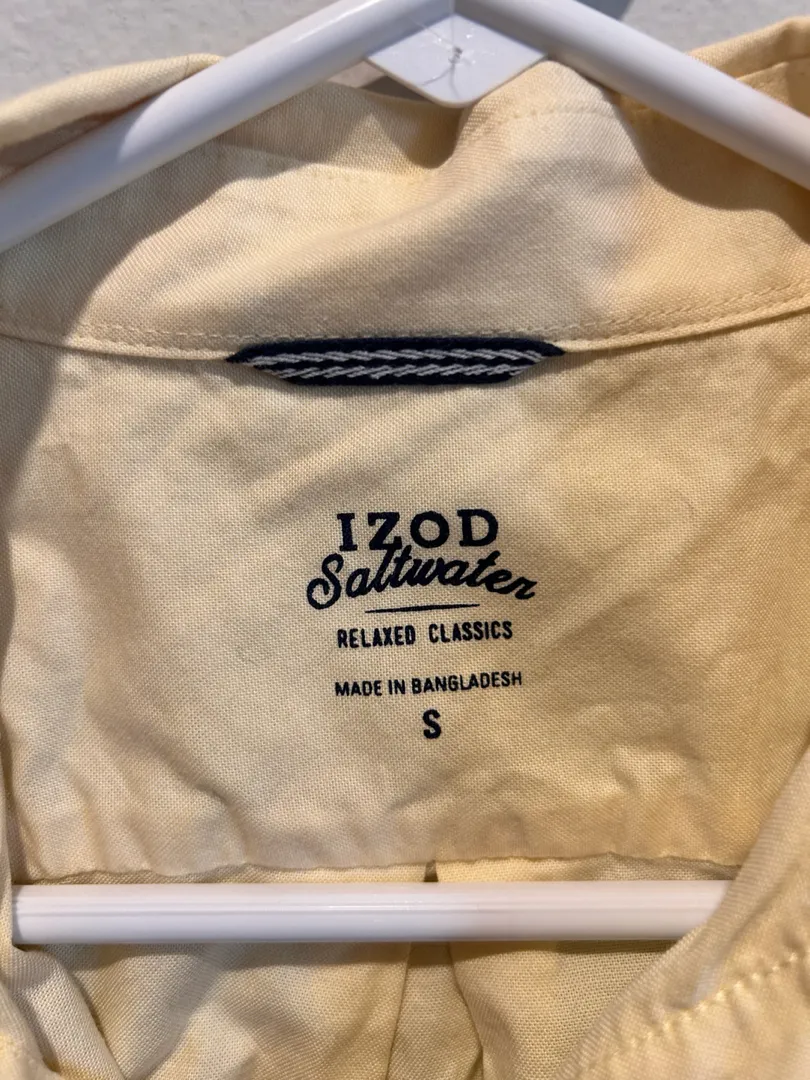 IZOD
Saltwater
RELAXED CLASSICS
MADE IN BANGLADESH
S